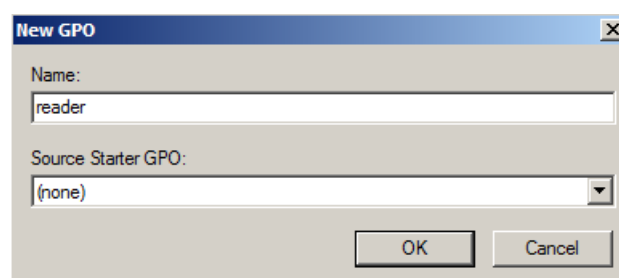 New GPO
Name:
reader
Source Starter GPO:
(none)
OK Cancel